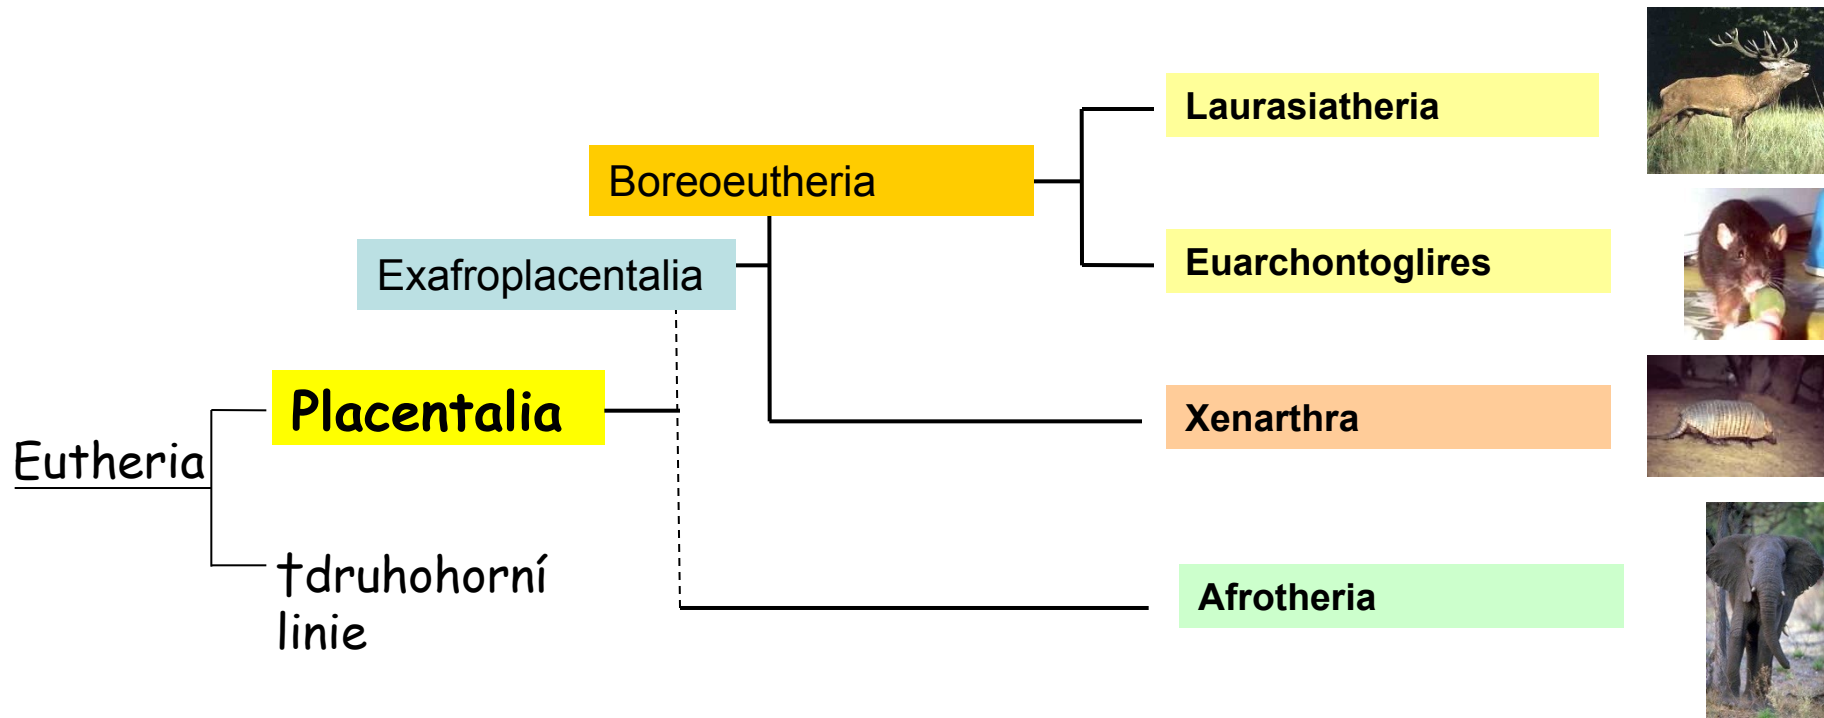 Laurasiatheria
Boreoeutheria
Exafroplacentalia
Euarchontoglires
Placentalia
Xenarthra
Eutheria
†druhohorní
linie
Afrotheria